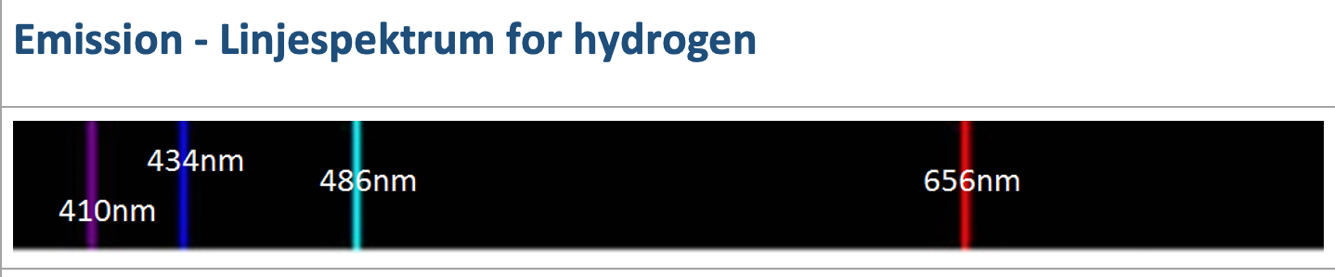 Emission - Linjespektrum for hydrogen
434nm
486nm
656nm
410nm